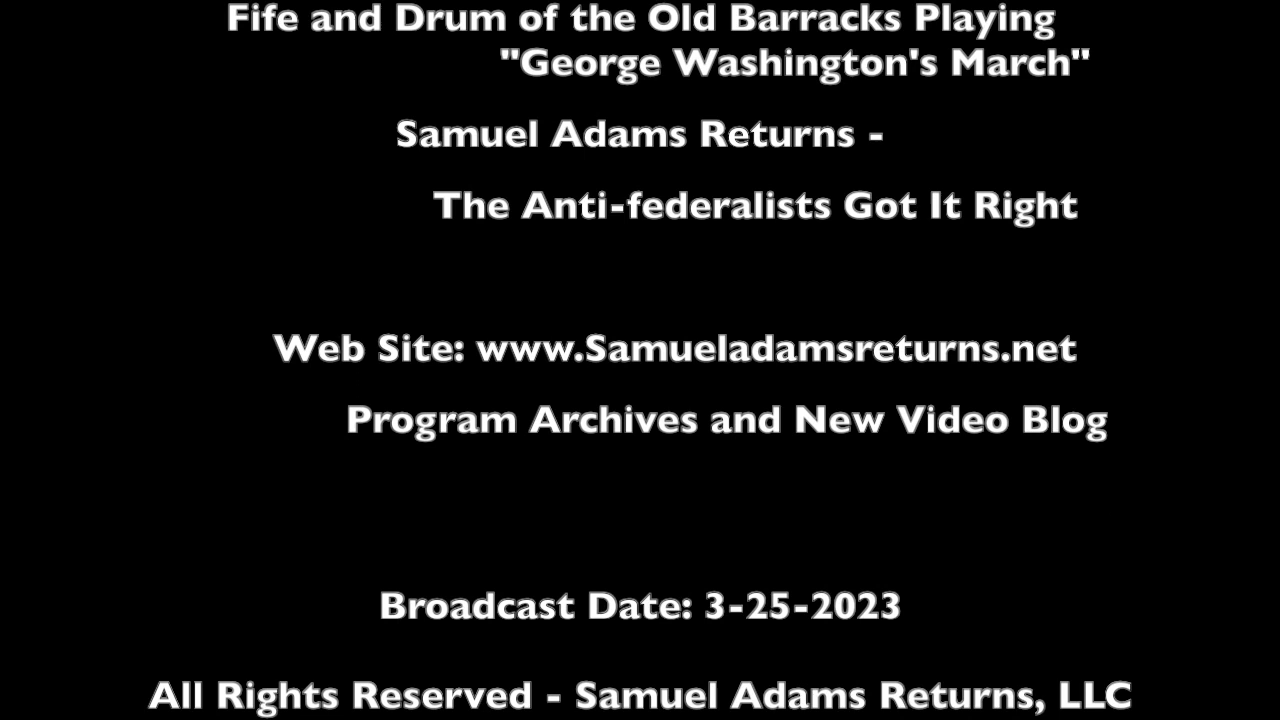 Fife and Drum of the Old Barracks Playing
"George Washington's March"
Samuel Adams Returns -
The Anti-federalists Got It Right
Web Site: www.Samueladamsreturns.net
Program Archives and New Video Blog
Broadcast Date: 3-25-2023
All Rights Reserved - Samuel Adams Returns, LLC